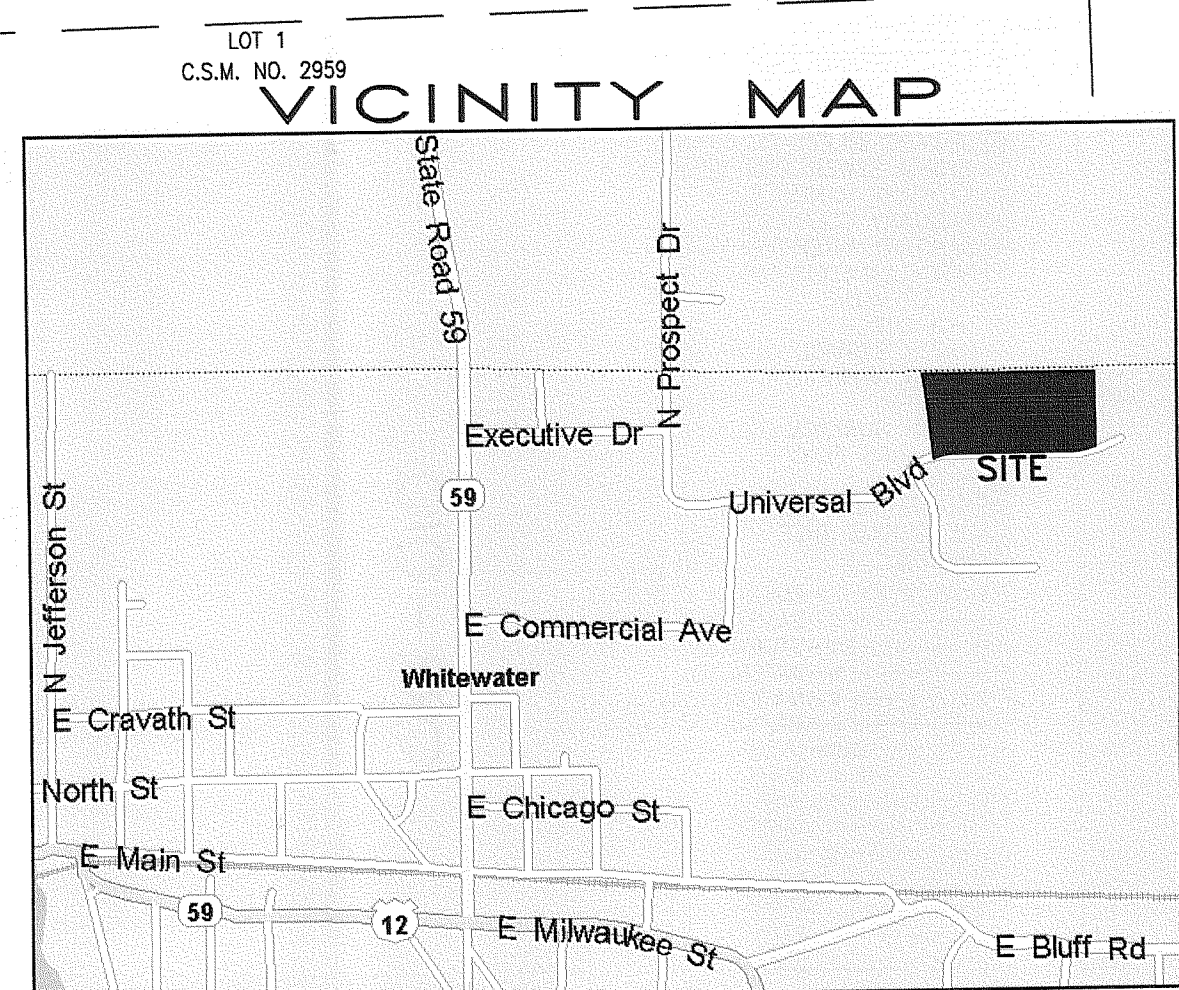 LOT 1
C.S.M. NO. 2959
VICINITY MAP
State Road 59
N Prospect Dr
Executive Dr
SITE
59
Universal Blvd
N Jefferson St
E Commercial Ave
Whitewater
E Cravath St
North St
E Chicago St
E Main St
59
12
E Milwaukee St
E Bluff Rd